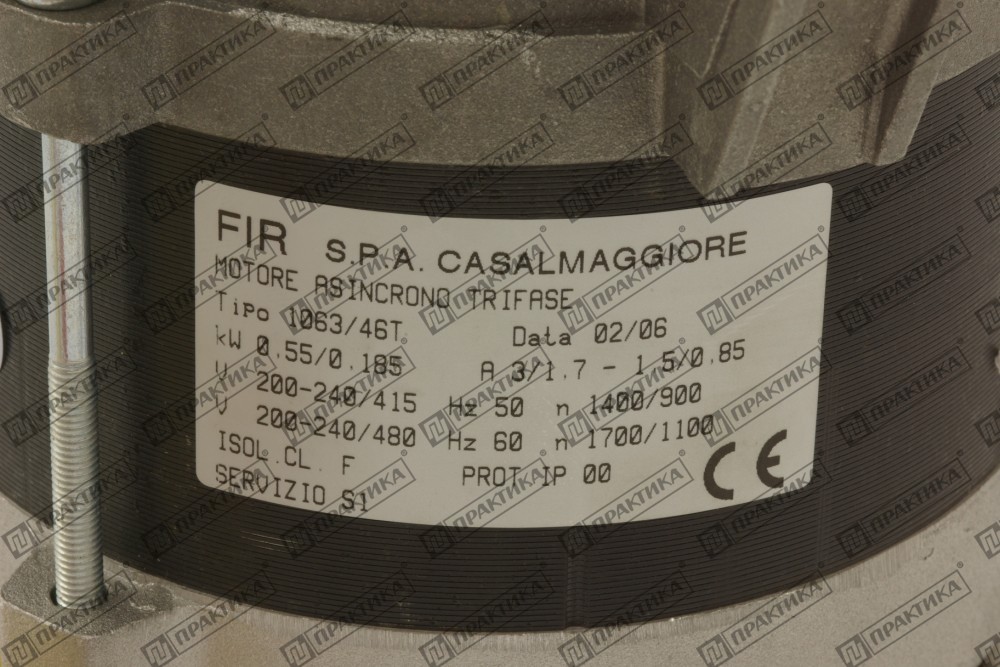 FIR S.P.A. CASALMAGGIORE
MOTORE ASINCRONO TRIFASE
Tipo 1063/46T Data 02/06
kW 0.55/0.185 A 3/1.7 - 1.5/0.85
V 200-240/415 Hz 50 n 1400/900
V 200-240/480 Hz 60 n 1700/1100
ISOL.CL. F PROT.IP 00
SERVIZIO S1
CE
ПРАКТИКА